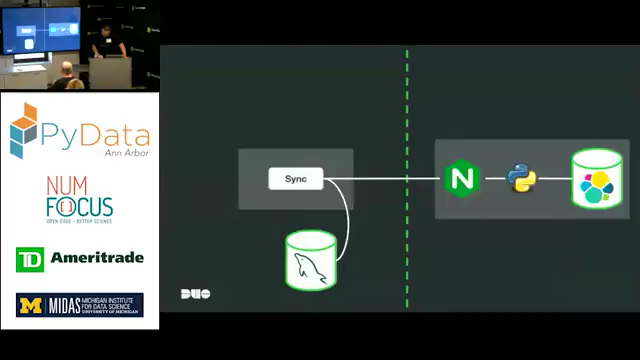 PyData
Ann Arbor
NUM
FOCUS
OPEN CODE = BETTER SCIENCE
TD Ameritrade
M MIDAS
MICHIGAN INSTITUTE
FOR DATA SCIENCE
UNIVERSITY OF MICHIGAN
Sync
N
DUO